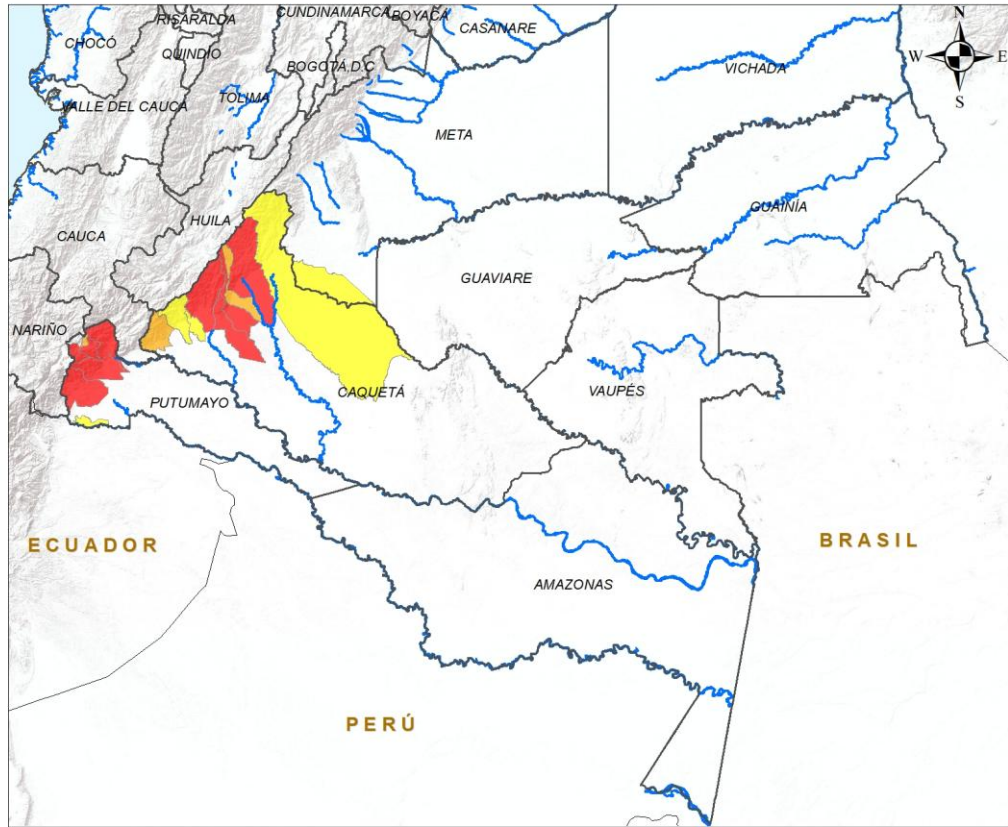 CUNDINAMARCA
BOYACÁ
RISARALDA
CASANARE
N
CHOCÓ
QUINDÍO
BOGOTÁ D.C
VICHADA
W
E
S
VALLE DEL CAUCA
TOLIMA
META
GUAINÍA
HUILA
CAUCA
GUAVIARE
NARIÑO
CAQUETÁ
VAUPÉS
PUTUMAYO
ECUADOR
BRASIL
AMAZONAS
PERÚ